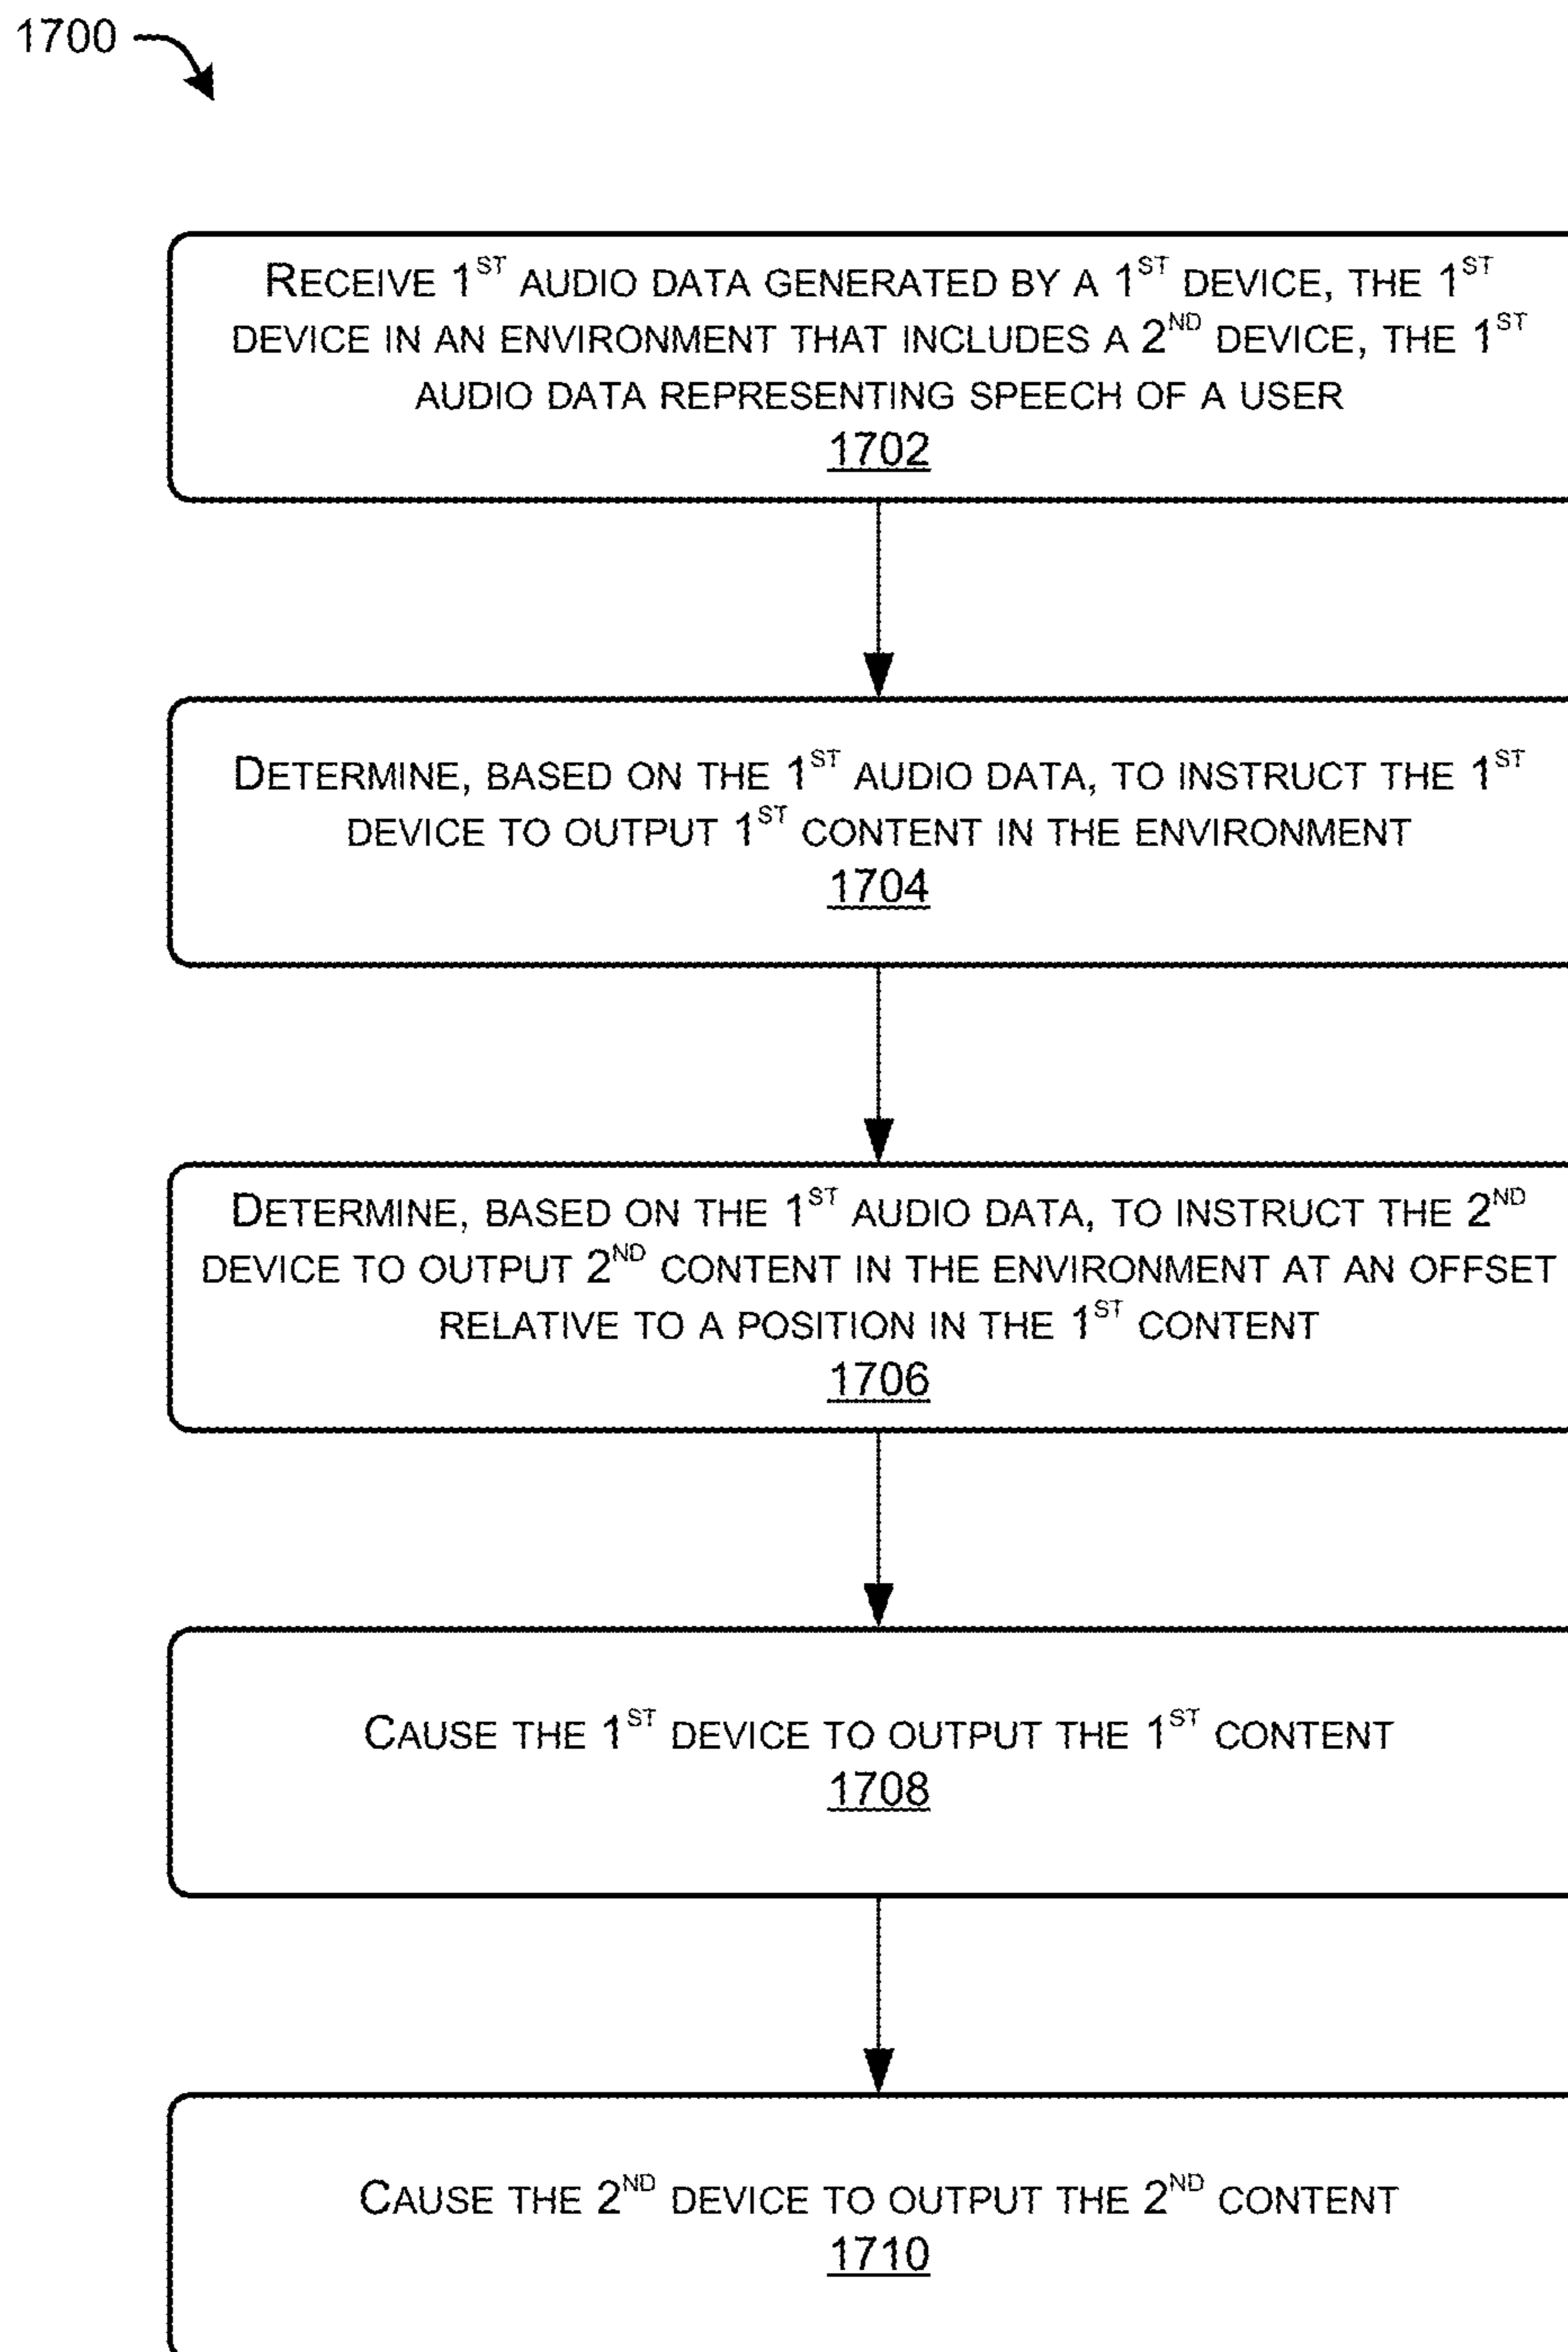 1700
RECEIVE 1ST AUDIO DATA GENERATED BY A 1ST DEVICE, THE 1ST
DEVICE IN AN ENVIRONMENT THAT INCLUDES A 2ND DEVICE, THE 1ST
AUDIO DATA REPRESENTING SPEECH OF A USER
1702
DETERMINE, BASED ON THE 1ST AUDIO DATA, TO INSTRUCT THE 1ST
DEVICE TO OUTPUT 1ST CONTENT IN THE ENVIRONMENT
1704
DETERMINE, BASED ON THE 1ST AUDIO DATA, TO INSTRUCT THE 2ND
DEVICE TO OUTPUT 2ND CONTENT IN THE ENVIRONMENT AT AN OFFSET
RELATIVE TO A POSITION IN THE 1ST CONTENT
1706
CAUSE THE 1ST DEVICE TO OUTPUT THE 1ST CONTENT
1708
CAUSE THE 2ND DEVICE TO OUTPUT THE 2ND CONTENT
1710